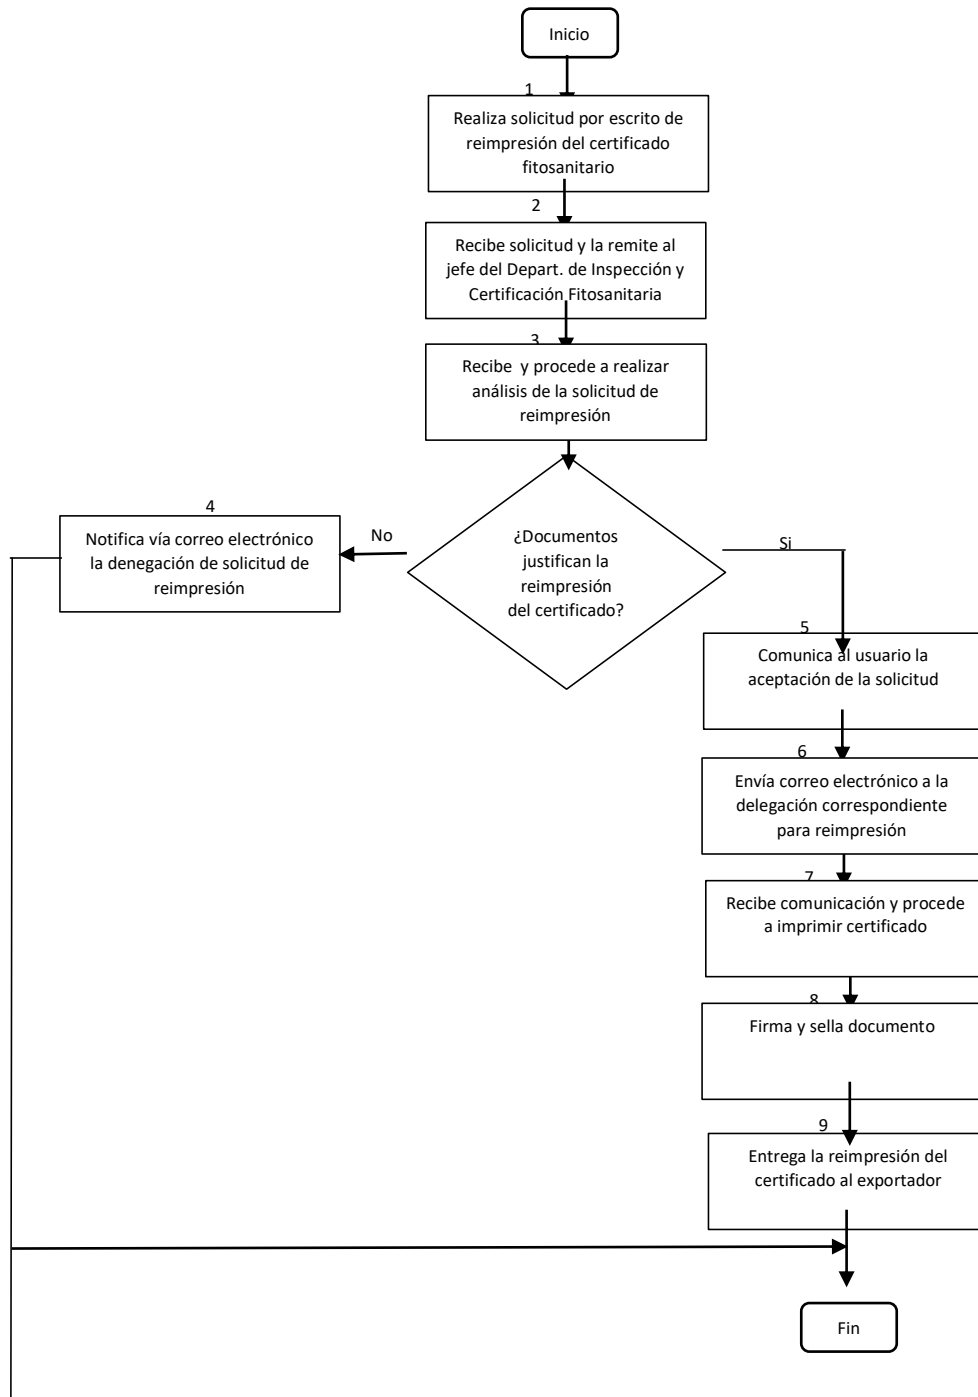 Inicio
1
Realiza solicitud por escrito de
reimpresión del certificado
fitosanitario
2
Recibe solicitud y la remite al
jefe del Depart. de Inspección y
Certificación Fitosanitaria
3
Recibe y procede a realizar
análisis de la solicitud de
reimpresión
¿Documentos
justifican la
reimpresión
del certificado?
No
4
Notifica vía correo electrónico
la denegación de solicitud de
reimpresión
Si
5
Comunica al usuario la
aceptación de la solicitud
6
Envía correo electrónico a la
delegación correspondiente
para reimpresión
7
Recibe comunicación y procede
a imprimir certificado
8
Firma y sella documento
9
Entrega la reimpresión del
certificado al exportador
Fin